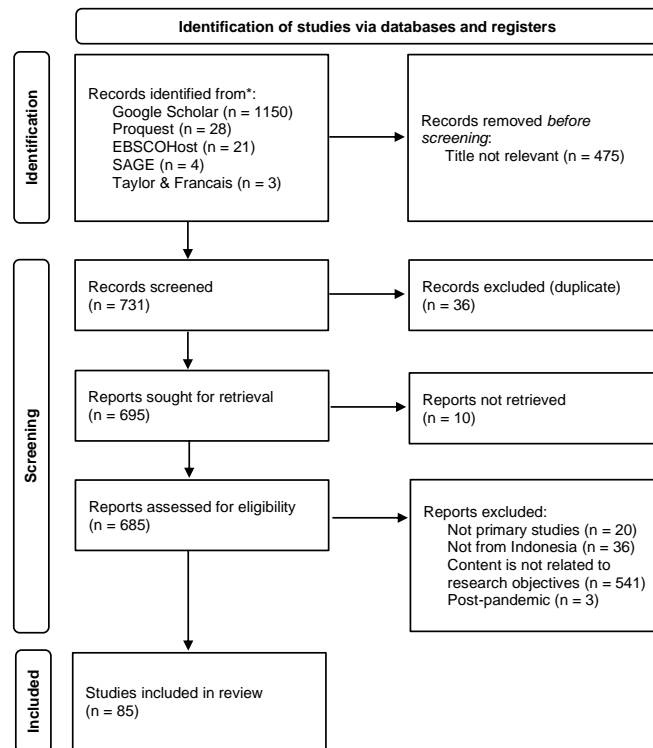 Identification of studies via databases and registers
Identification
Records identified from*:
Google Scholar (n = 1150)
Proquest (n = 28)
EBSCOHost (n = 21)
SAGE (n = 4)
Taylor & Francais (n = 3)
Records removed before
screening:
Title not relevant (n = 475)
Screening
Records screened
(n = 731)
Records excluded (duplicate)
(n = 36)
Reports sought for retrieval
(n = 695)
Reports not retrieved
(n = 10)
Reports assessed for eligibility
(n = 685)
Reports excluded:
Not primary studies (n = 20)
Not from Indonesia (n = 36)
Content is not related to
research objectives (n = 541)
Post-pandemic (n = 3)
Included
Studies included in review
(n = 85)